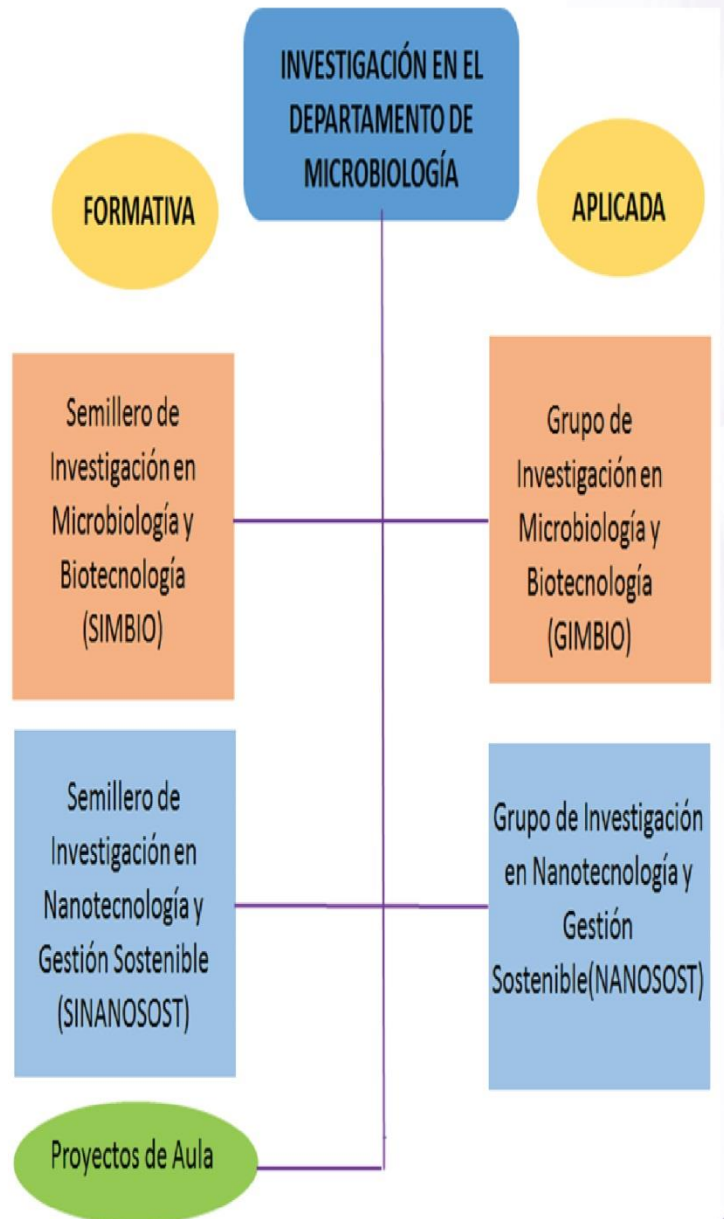 INVESTIGACIÓN EN EL
DEPARTAMENTO DE
MICROBIOLOGÍA
FORMATIVA
APLICADA
Semillero de
Investigación en
Microbiología y
Biotecnología
(SIMBIO)
Grupo de
Investigación en
Microbiología y
Biotecnología
(GIMBIO)
Semillero de
Investigación en
Nanotecnología y
Gestión Sostenible
(SINANOSOST)
Grupo de Investigación
en Nanotecnología y
Gestión
Sostenible(NANOSOST)
Proyectos de Aula